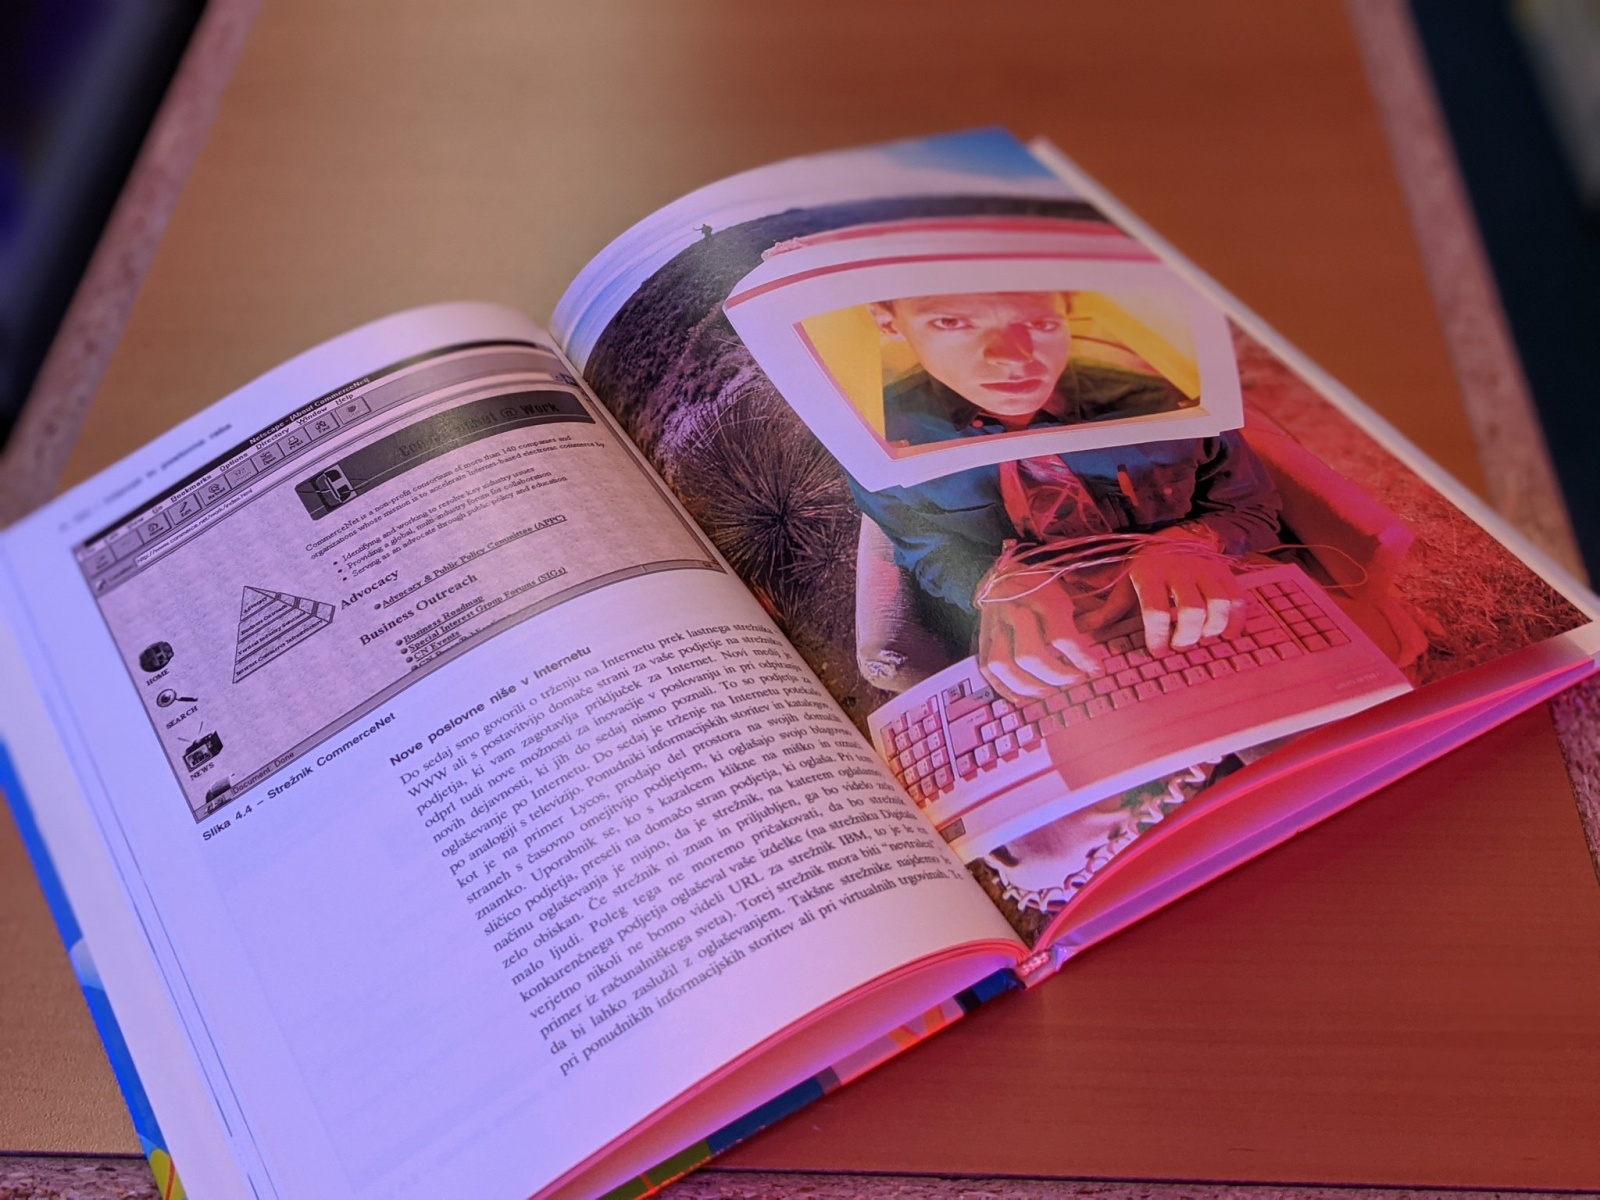 Netscape - [About CommerceNet]
Go Bookmarks Options Directory Window Help
http://www.commerce.net/work/index.html
@ Work
CommerceNet is a non-profit consortium of more than 140 companies and
organizations whose mission is to accelerate Internet-based electronic commerce by
• Identifying and working to resolve key industry issues
• Providing a global, multi-industry forum for collaboration
• Serving as an advocate through public policy and education
Advocacy
Advocacy & Public Policy Committee (APPC)
Business Outreach
Business Roadmap
Special Interest Group Forums (SIGs)
CN Events
HOME
SEARCH
NEWS
Document: Done
Slika 4.4 – Strežnik CommerceNet
Nove poslovne niše v Internetu
Do sedaj smo govorili o trženju na Internetu prek lastnega strežnika
WWW ali s postavitvijo domače strani za vaše podjetje na strežniku
podjetja, ki vam zagotavlja priključek za Internet. Novi medij je
odprl tudi nove možnosti za inovacije v poslovanju in pri odpiranju
novih dejavnosti, ki jih do sedaj nismo poznali. To so podjetja za
oglaševanje po Internetu. Do sedaj je trženje na Internetu potekalo
po analogiji s televizijo. Ponudniki informacijskih storitev in katalogov,
kot je na primer Lycos, prodajo del prostora na svojih domačih
straneh s časovno omejitvijo podjetjem, ki oglašajo svojo blagovno
znamko. Uporabnik se, ko s kazalcem klikne na miško in označi
sličico podjetja, preseli na domačo stran podjetja, ki oglaša. Pri tem
načinu oglaševanja je nujno, da je strežnik, na katerem oglašamo
zelo obiskan. Če strežnik ni znan in priljubljen, ga bo videlo zelo
malo ljudi. Poleg tega ne moremo pričakovati, da bo strežnik
konkurenčnega podjetja oglaševal vaše izdelke (na strežniku Digitala
verjetno nikoli ne bomo videli URL za strežnik IBM, to je le en
primer iz računalniškega sveta). Torej strežnik mora biti "nevtralen"
da bi lahko zaslužil z oglaševanjem. Takšne strežnike najdemo le
pri ponudnikih informacijskih storitev ali pri virtualnih trgovinah. Te